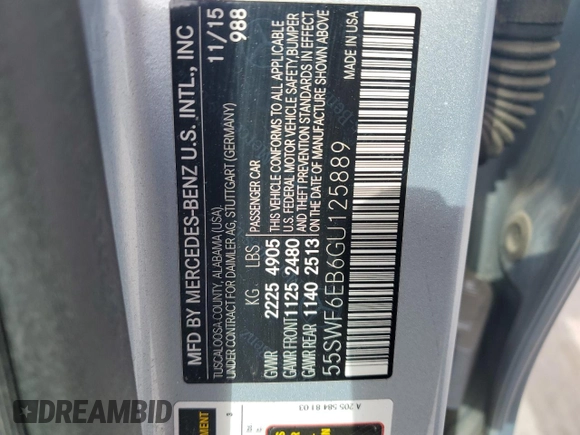 MFD BY MERCEDES-BENZ U.S. INTL., INC
TUSCALOOSA COUNTY, ALABAMA (USA)
UNDER CONTRACT FOR DAIMLER AG, STUTTGART (GERMANY)
11/15
988
KG LBS
GVWR 2225 4905
GAWR FRONT 1125 2480
GAWR REAR 1140 2513
PASSENGER CAR
THIS VEHICLE CONFORMS TO ALL APPLICABLE
U.S. FEDERAL MOTOR VEHICLE SAFETY, BUMPER
AND THEFT PREVENTION STANDARDS IN EFFECT
ON THE DATE OF MANUFACTURE SHOWN ABOVE
55SWF6EB6GU125889
MADE IN USA
A 205 584 81 03
DREAMBID